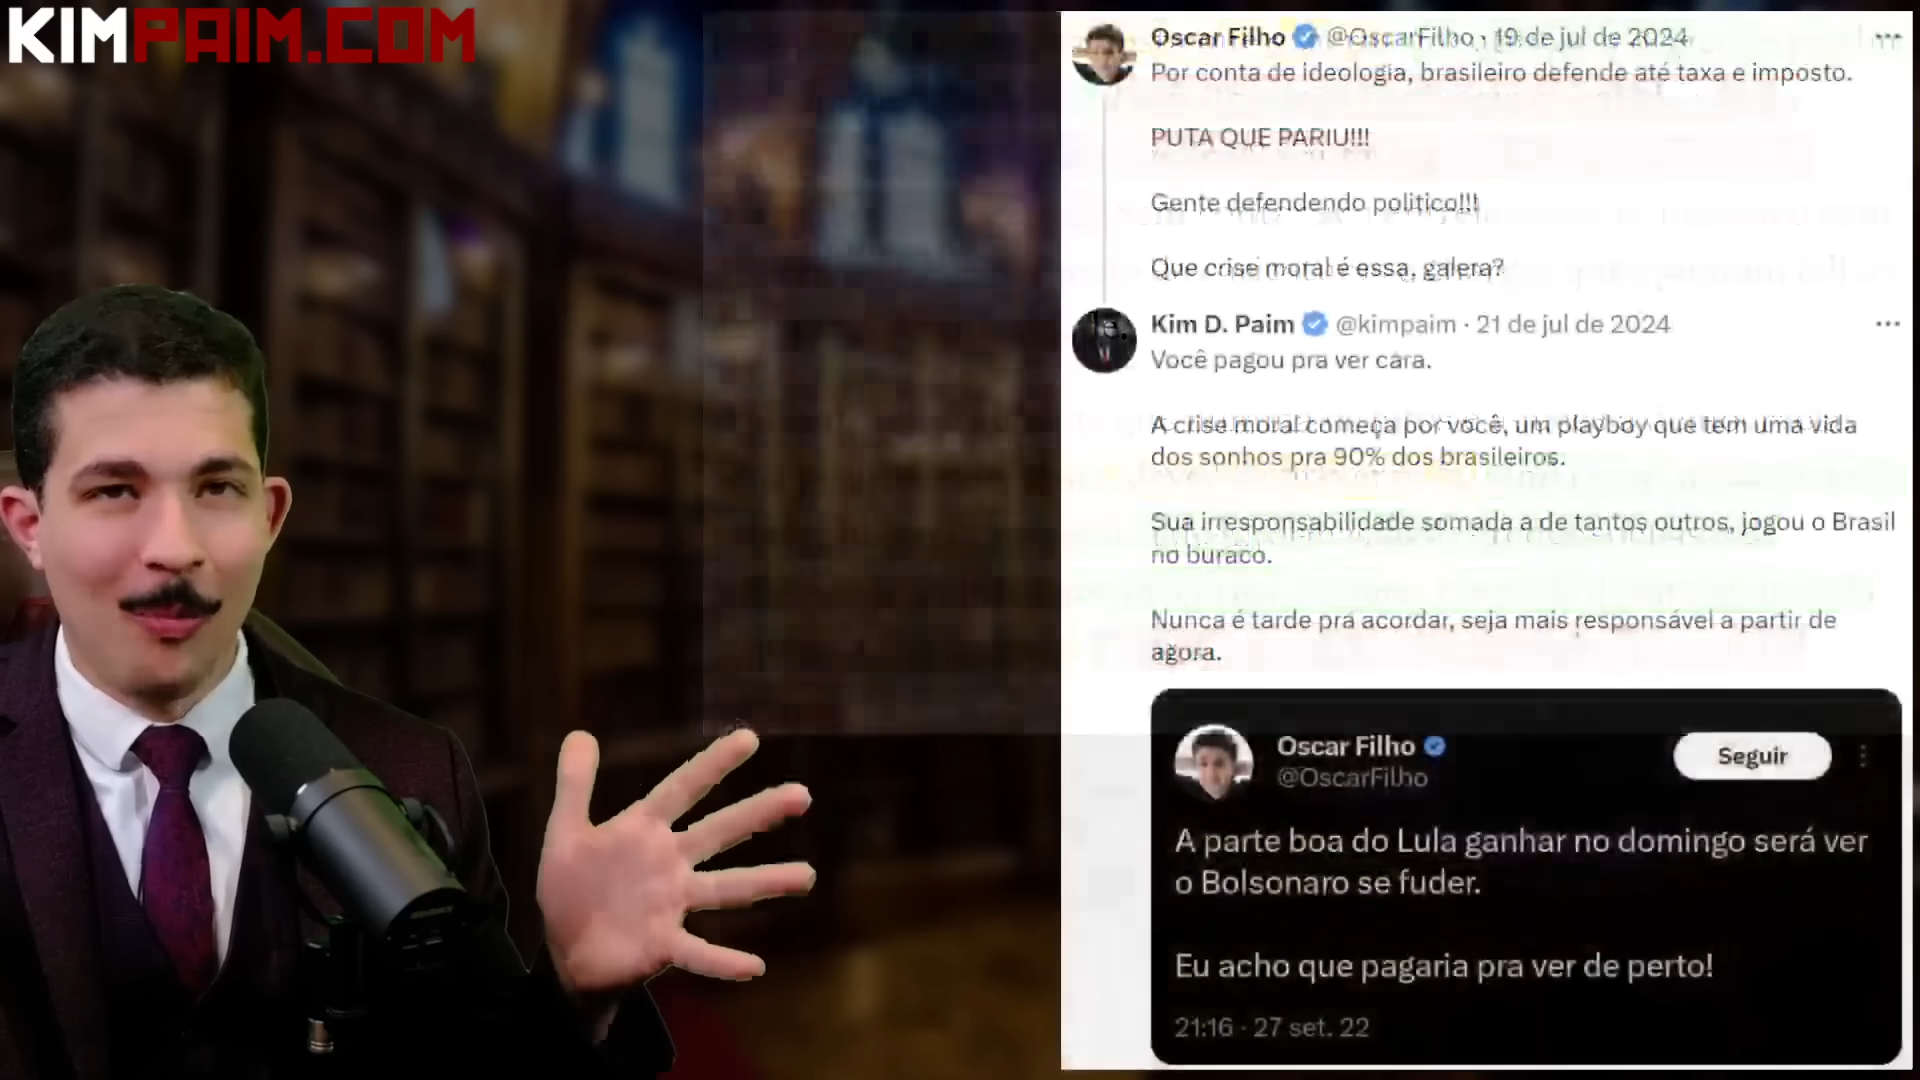 KIMPAIM.COM
Oscar Filho @OscarFilho · 19 de jul de 2024
Por conta de ideologia, brasileiro defende até taxa e imposto.
PUTA QUE PARIU!!!
Gente defendendo político!!!
Que crise moral é essa, galera?
Kim D. Paim @kimpaim · 21 de jul de 2024
Você pagou pra ver cara.
A crise moral começa por você, um playboy que tem uma vida
dos sonhos pra 90% dos brasileiros.
Sua irresponsabilidade somada a de tantos outros, jogou o Brasil
no buraco.
Nunca é tarde pra acordar, seja mais responsável a partir de
agora.
Oscar Filho
@OscarFilho
Seguir
A parte boa do Lula ganhar no domingo será ver
o Bolsonaro se fuder.
Eu acho que pagaria pra ver de perto!
21:16 · 27 set. 22